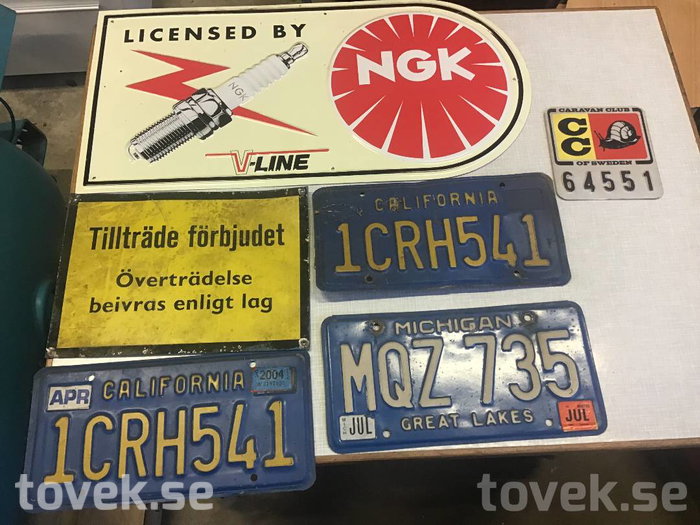 LICENSED BY
NGK
NGK
V-LINE
CARAVAN CLUB
CC
OF SWEDEN
64551
Tillträde förbjudet
Överträdelse
beivras enligt lag
CALIFORNIA
1CRH541
MICHIGAN
MQZ 735
GREAT LAKES
JUL
JUL
APR
CALIFORNIA
2004
1CRH541
tovek.se
tovek.se